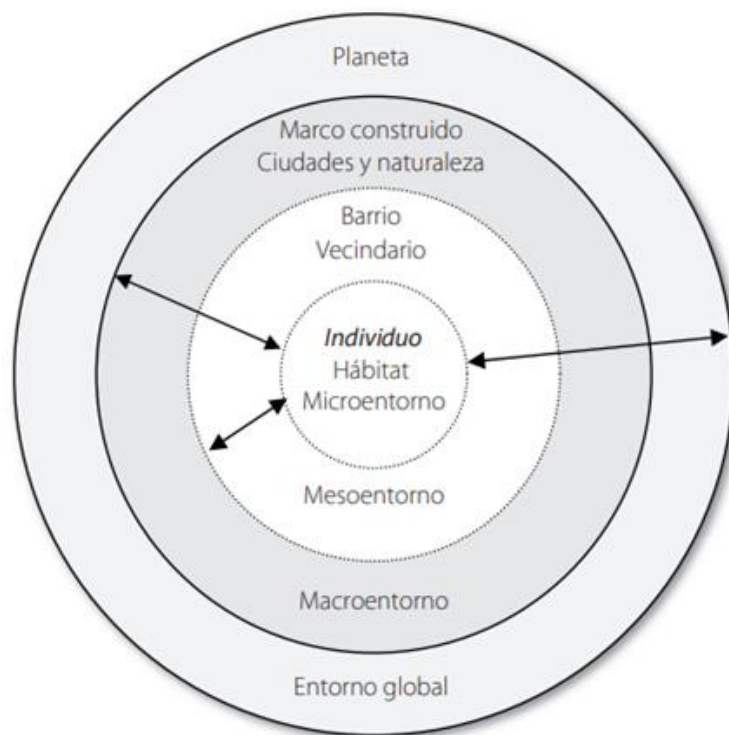 Planeta
Marco construido
Ciudades y naturaleza
Barrio
Vecindario
Individuo
Hábitat
Microentorno
Mesoentorno
Macroentorno
Entorno global